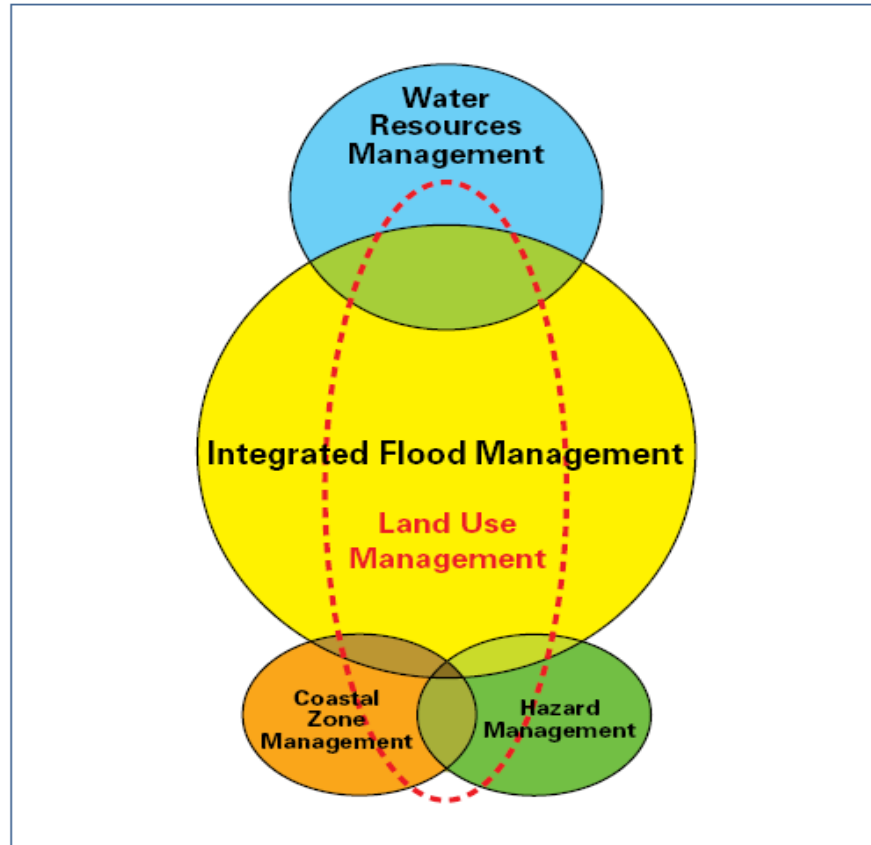 Water
Resources
Management
Integrated Flood Management
Land Use
Management
Coastal
Zone
Management
Hazard
Management